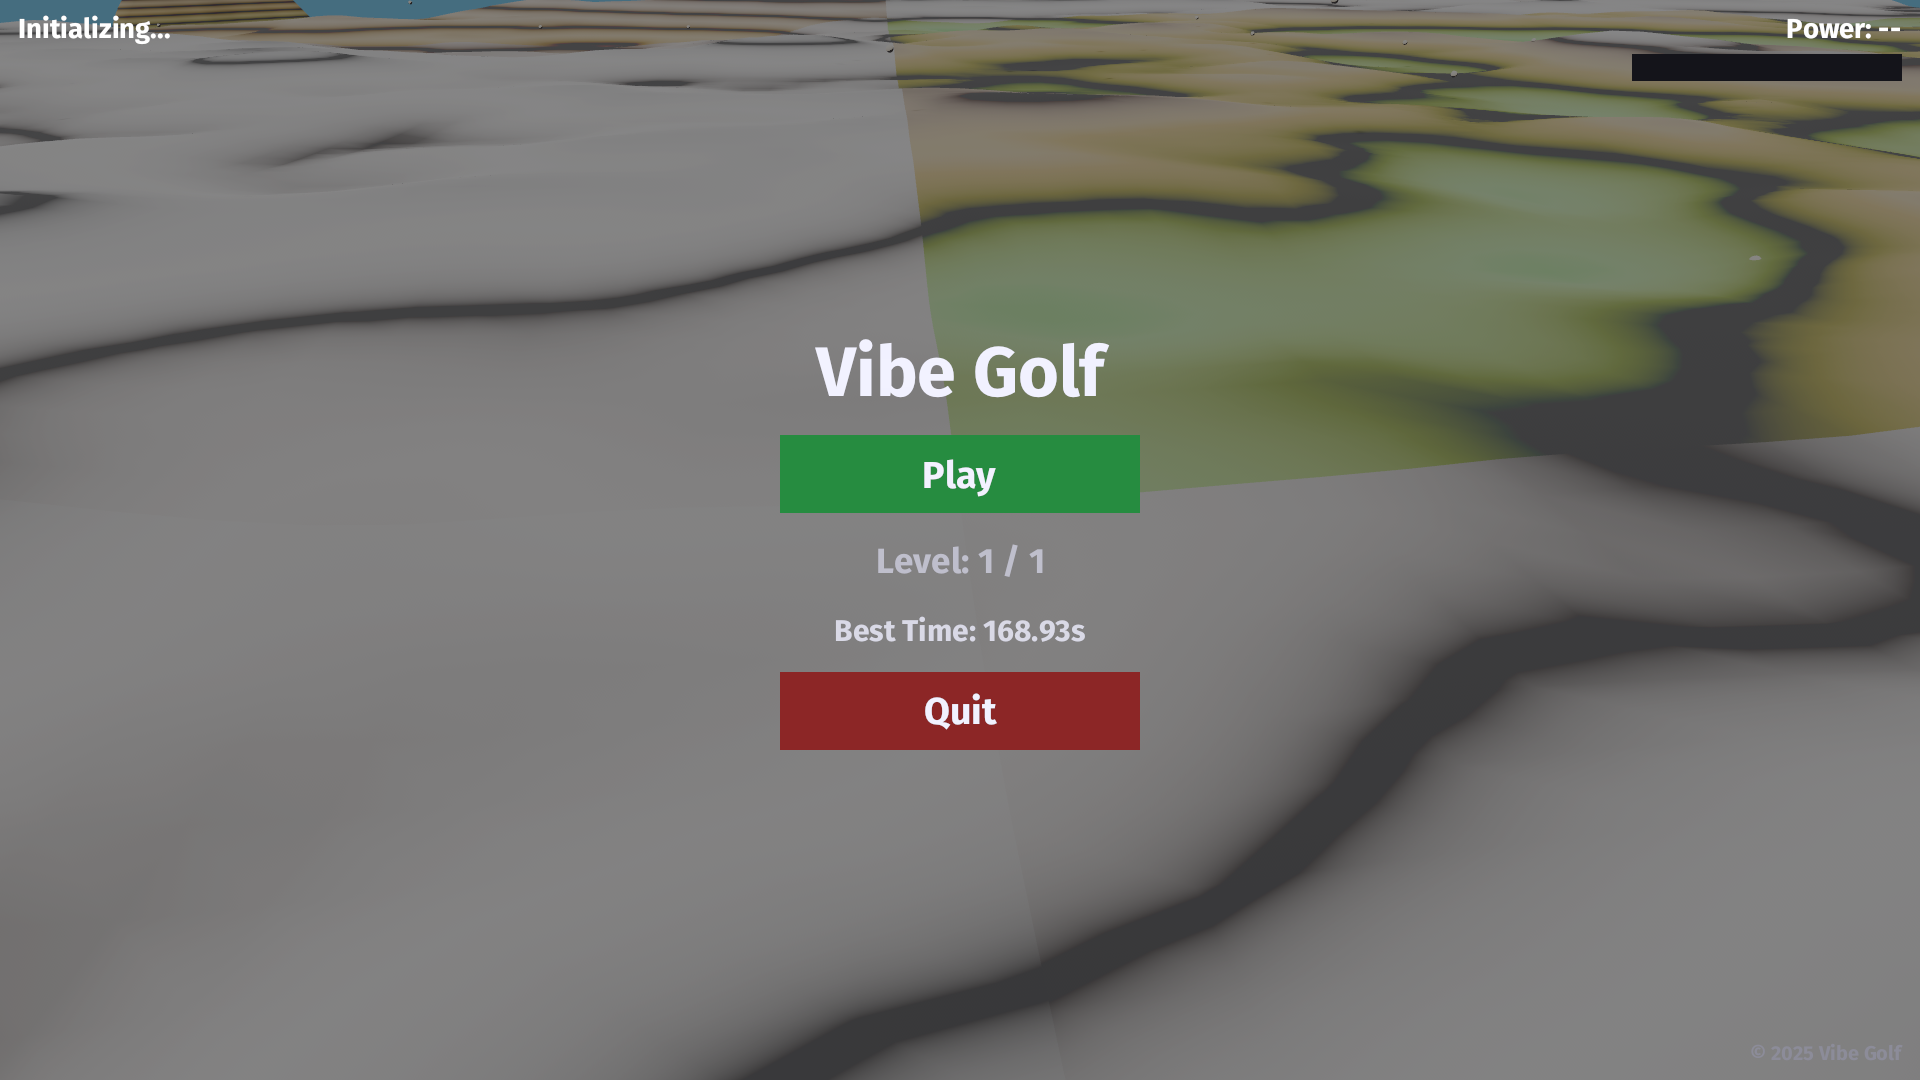 Initializing...
Power: --
Vibe Golf
Play
Level: 1 / 1
Best Time: 168.93s
Quit
© 2025 Vibe Golf